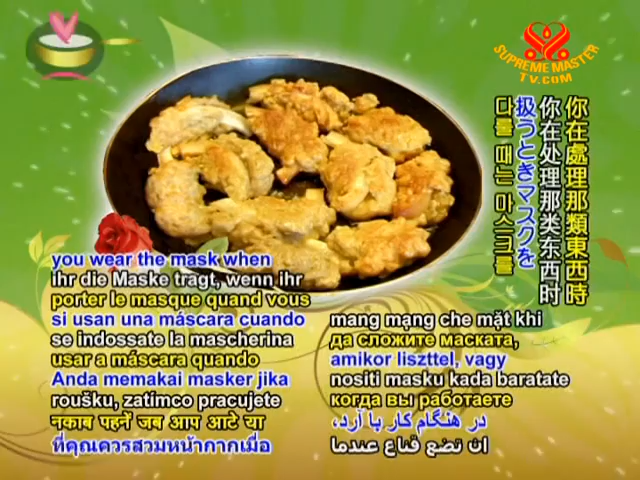 SUPREME MASTER
TV.COM
你在處理那類東西時
你在处理那类东西时
扱うときマスクを
다룰 때는 마스크를
you wear the mask when
ihr die Maske tragt, wenn ihr
porter le masque quand vous
si usan una máscara cuando
se indossate la mascherina
usar a máscara quando
Anda memakai masker jika
roušku, zatímco pracujete
नकाब पहनें जब आप आटे या
ที่คุณควรสวมหน้ากากเมื่อ
mang mạng che mặt khi
да сложите маската,
amikor liszttel, vagy
nositi masku kada baratate
когда вы работаете
در هنگام کار با آرد،
ان تضع قناع عندما